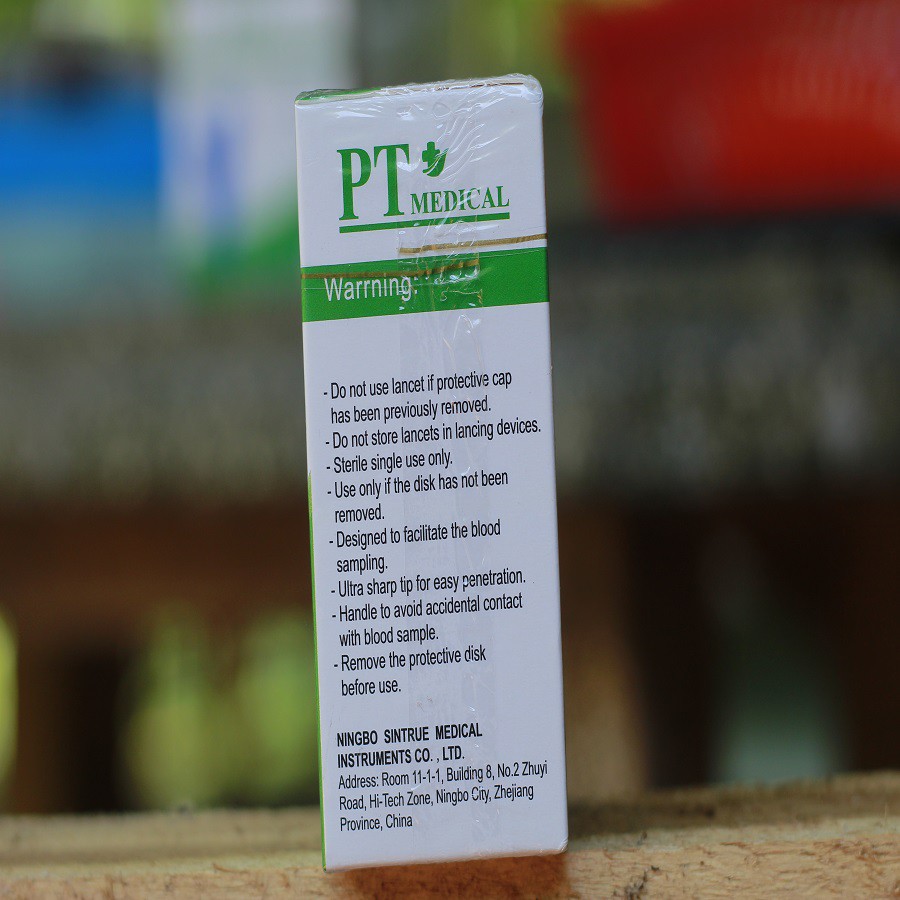 PT
MEDICAL
Warrning:
- Do not use lancet if protective cap
has been previously removed.
- Do not store lancets in lancing devices.
- Sterile single use only.
- Use only if the disk has not been
removed.
- Designed to facilitate the blood
sampling.
- Ultra sharp tip for easy penetration.
- Handle to avoid accidental contact
with blood sample.
- Remove the protective disk
before use.
NINGBO SINTRUE MEDICAL
INSTRUMENTS CO. , LTD.
Address: Room 11-1-1, Building 8, No.2 Zhuyi
Road, Hi-Tech Zone, Ningbo City, Zhejiang
Province, China